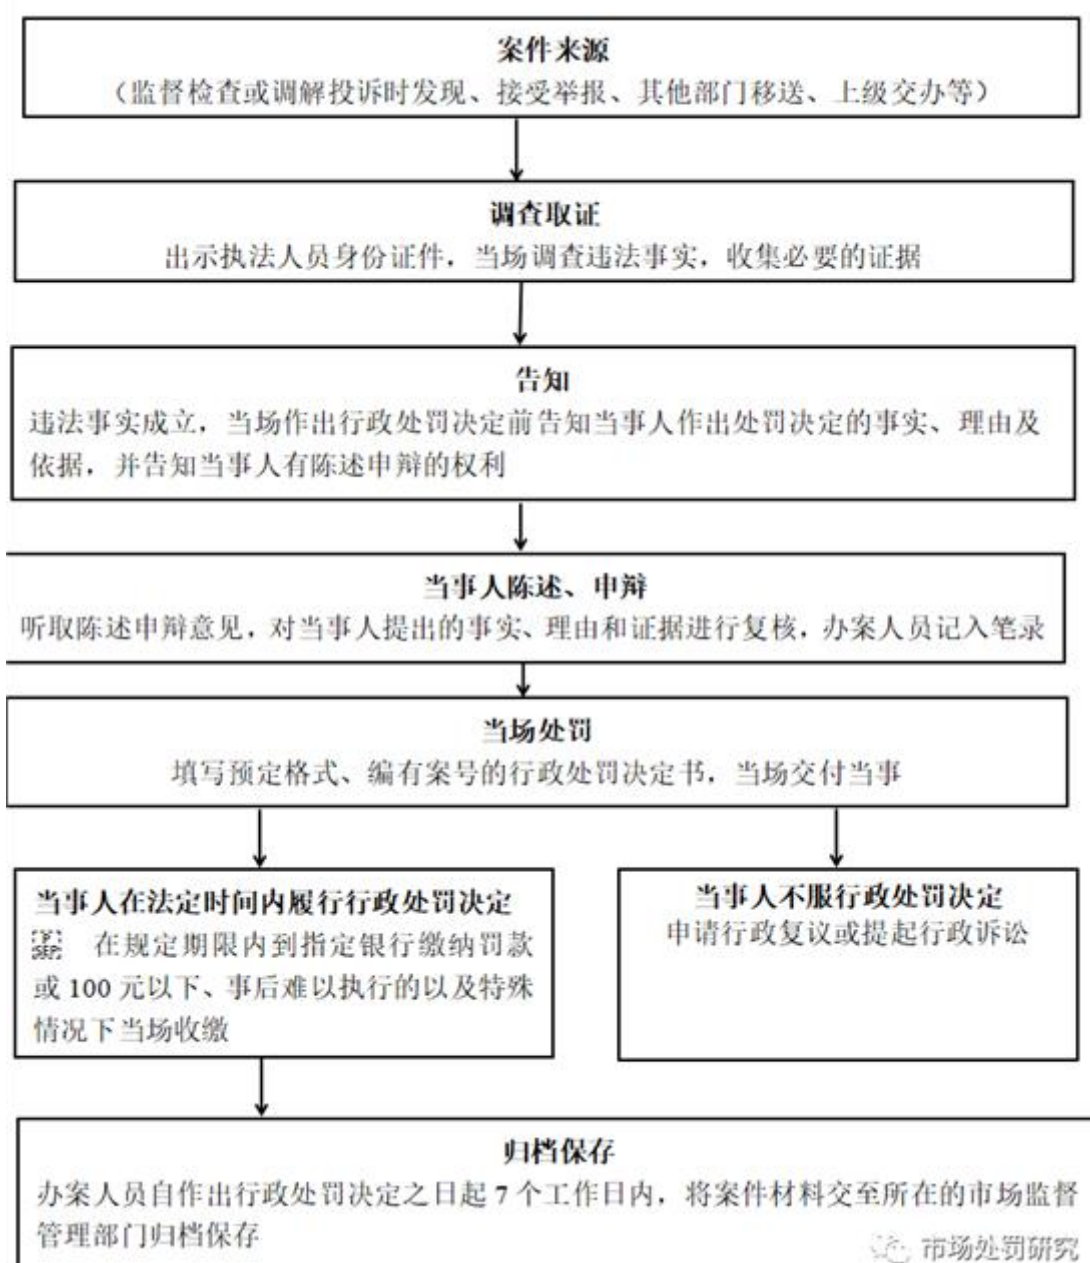 案件来源
（监督检查或调解投诉时发现、接受举报、其他部门移送、上级交办等）
调查取证
出示执法人员身份证件，当场调查违法事实，收集必要的证据
告知
违法事实成立，当场作出行政处罚决定前告知当事人作出处罚决定的事实、理由及
依据，并告知当事人有陈述申辩的权利
当事人陈述、申辩
听取陈述申辩意见，对当事人提出的事实、理由和证据进行复核，办案人员记入笔录
当场处罚
填写预定格式、编有案号的行政处罚决定书，当场交付当事
当事人在法定时间内履行行政处罚决定
SEP 在规定期限内到指定银行缴纳罚款
或 100 元以下、事后难以执行的以及特殊
情况下当场收缴
当事人不服行政处罚决定
申请行政复议或提起行政诉讼
归档保存
办案人员自作出行政处罚决定之日起 7 个工作日内，将案件材料交至所在的市场监督
管理部门归档保存
市场处罚研究